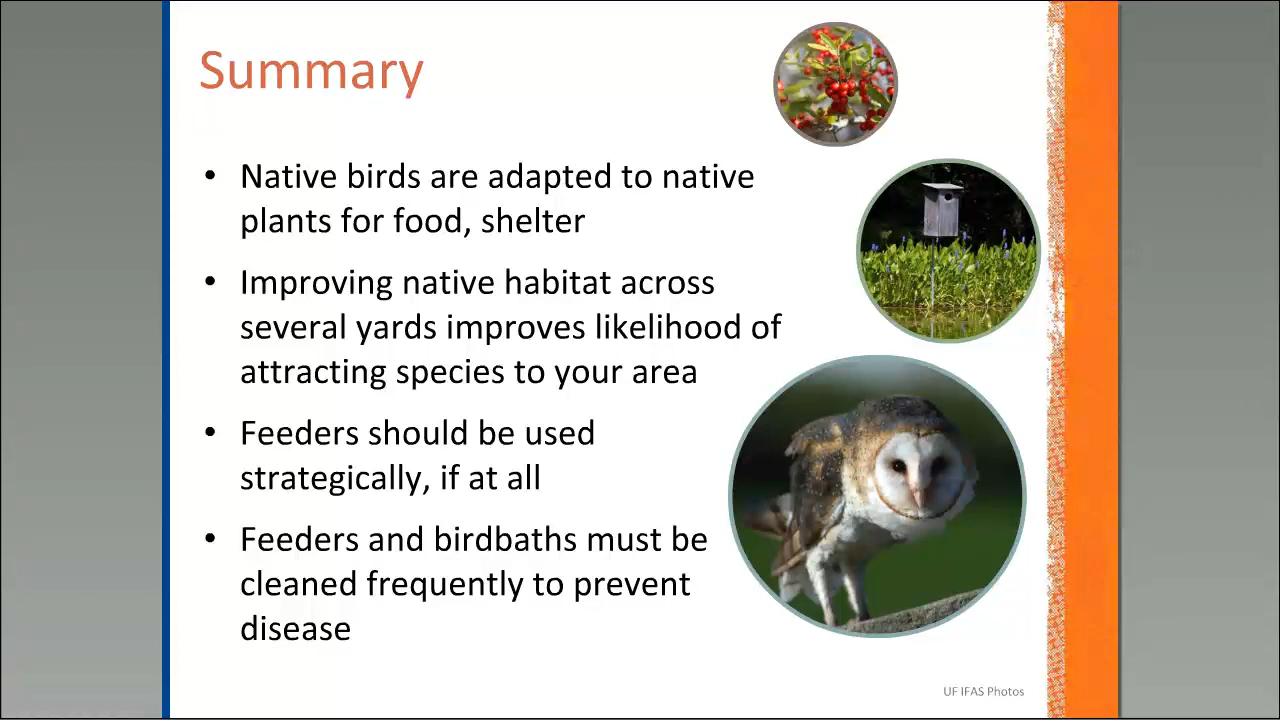 Summary
• Native birds are adapted to native
plants for food, shelter
• Improving native habitat across
several yards improves likelihood of
attracting species to your area
• Feeders should be used
strategically, if at all
• Feeders and birdbaths must be
cleaned frequently to prevent
disease
UF IFAS Photos